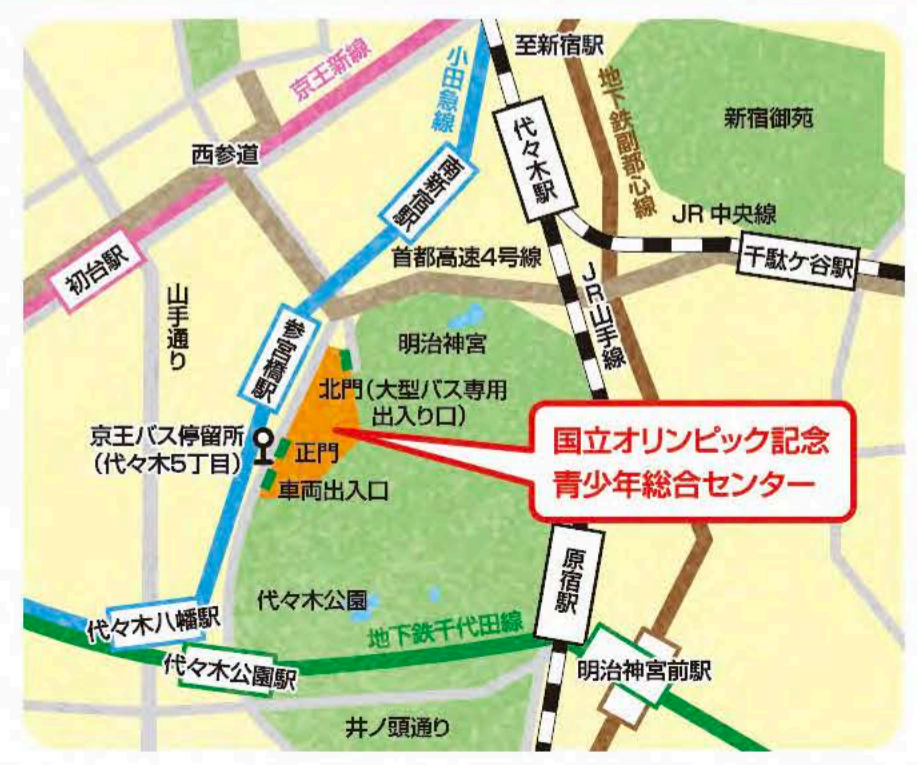 至新宿駅
京王新線
小田急線
地下鉄副都心線
新宿御苑
代々木駅
西参道
南新宿駅
JR中央線
首都高速4号線
千駄ケ谷駅
初台駅
山手通り
JR山手線
参宮橋駅
明治神宮
北門(大型バス専用
出入り口)
京王バス停留所
(代々木5丁目)
正門
車両出入口
国立オリンピック記念
青少年総合センター
原宿駅
代々木公園
代々木八幡駅
地下鉄千代田線
代々木公園駅
明治神宮前駅
井ノ頭通り